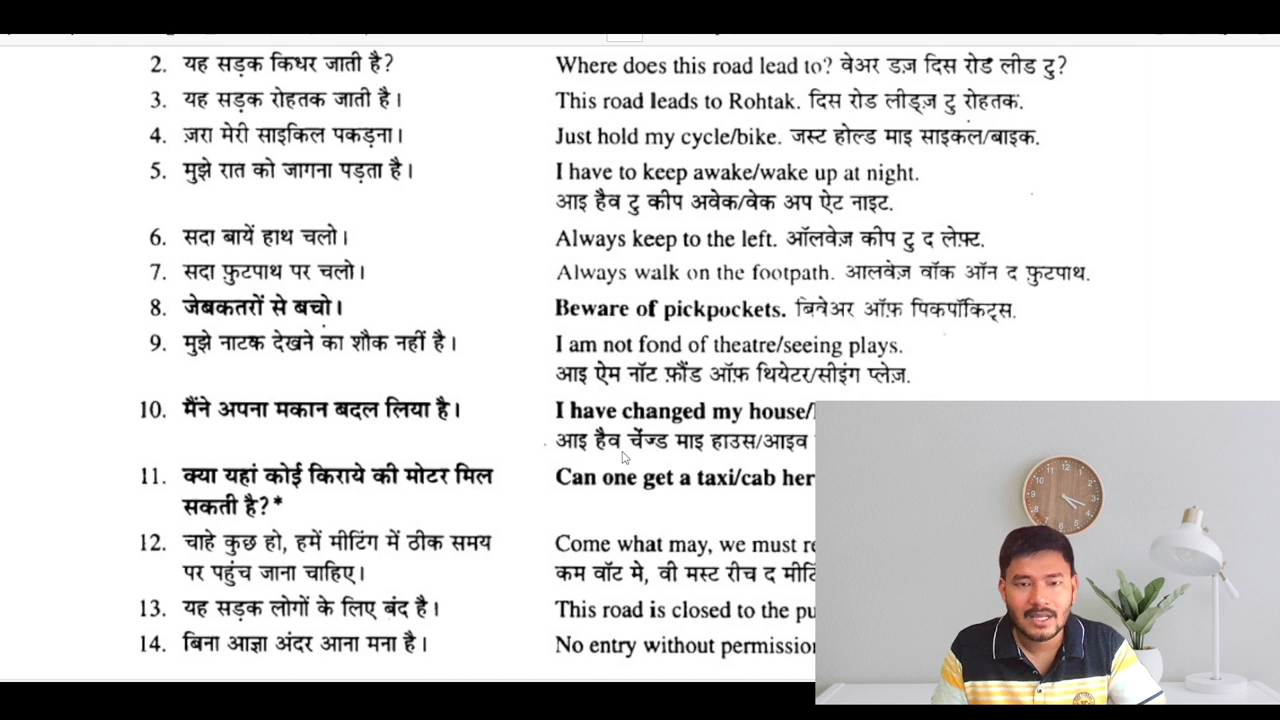 2. यह सड़क किधर जाती है? Where does this road lead to? वेअर डज़ दिस रोड लीड टु?
3. यह सड़क रोहतक जाती है। This road leads to Rohtak. दिस रोड लीड्ज़ टु रोहतक.
4. ज़रा मेरी साइकिल पकड़ना। Just hold my cycle/bike. जस्ट होल्ड माइ साइकल/बाइक.
5. मुझे रात को जागना पड़ता है। I have to keep awake/wake up at night.
आइ हैव टु कीप अवेक/वेक अप ऐट नाइट.
6. सदा बायें हाथ चलो। Always keep to the left. ऑलवेज़ कीप टु द लेफ़्ट.
7. सदा फ़ुटपाथ पर चलो। Always walk on the footpath. आलवेज़ वॉक ऑन द फ़ुटपाथ.
8. जेबकतरों से बचो। Beware of pickpockets. बिवेअर ऑफ़ पिकपॉकिट्स.
9. मुझे नाटक देखने का शौक नहीं है। I am not fond of theatre/seeing plays.
आइ ऐम नॉट फ़ौंड ऑफ़ थियेटर/सीइंग प्लेज़.
10. मैंने अपना मकान बदल लिया है। I have changed my house/
आइ हैव चेंज्ड माइ हाउस/आइव
11. क्या यहां कोई किराये की मोटर मिल Can one get a taxi/cab her
सकती है?*
12. चाहे कुछ हो, हमें मीटिंग में ठीक समय Come what may, we must re
पर पहुंच जाना चाहिए। कम वॉट मे, वी मस्ट रीच द मीटिं
13. यह सड़क लोगों के लिए बंद है। This road is closed to the pu
14. बिना आज्ञा अंदर आना मना है। No entry without permission